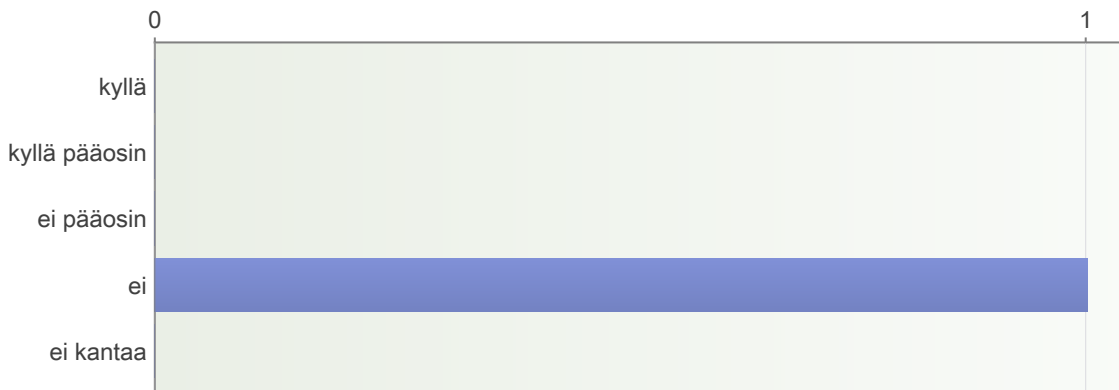 0 1
kyllä
kyllä pääosin
ei pääosin
ei
ei kantaa